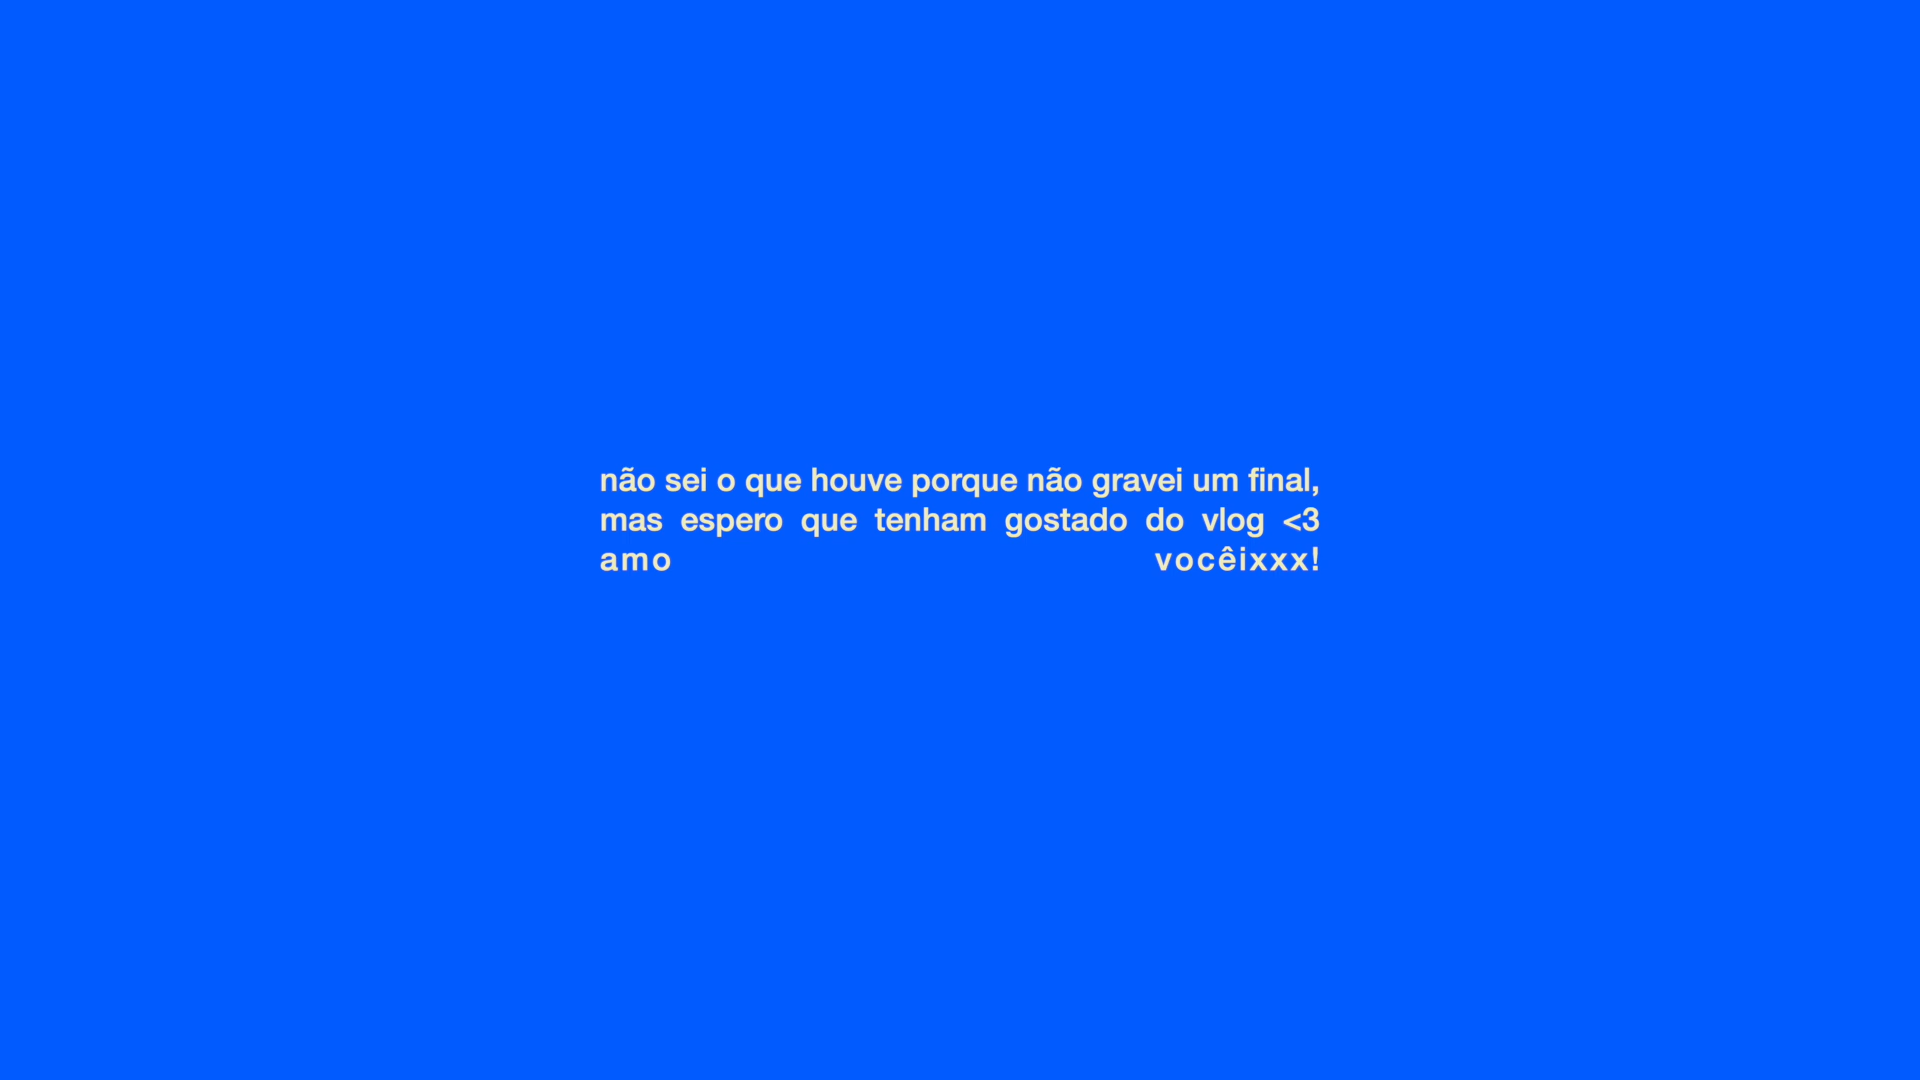 não sei o que houve porque não gravei um final,
mas espero que tenham gostado do vlog <3
amo vocêixxx!